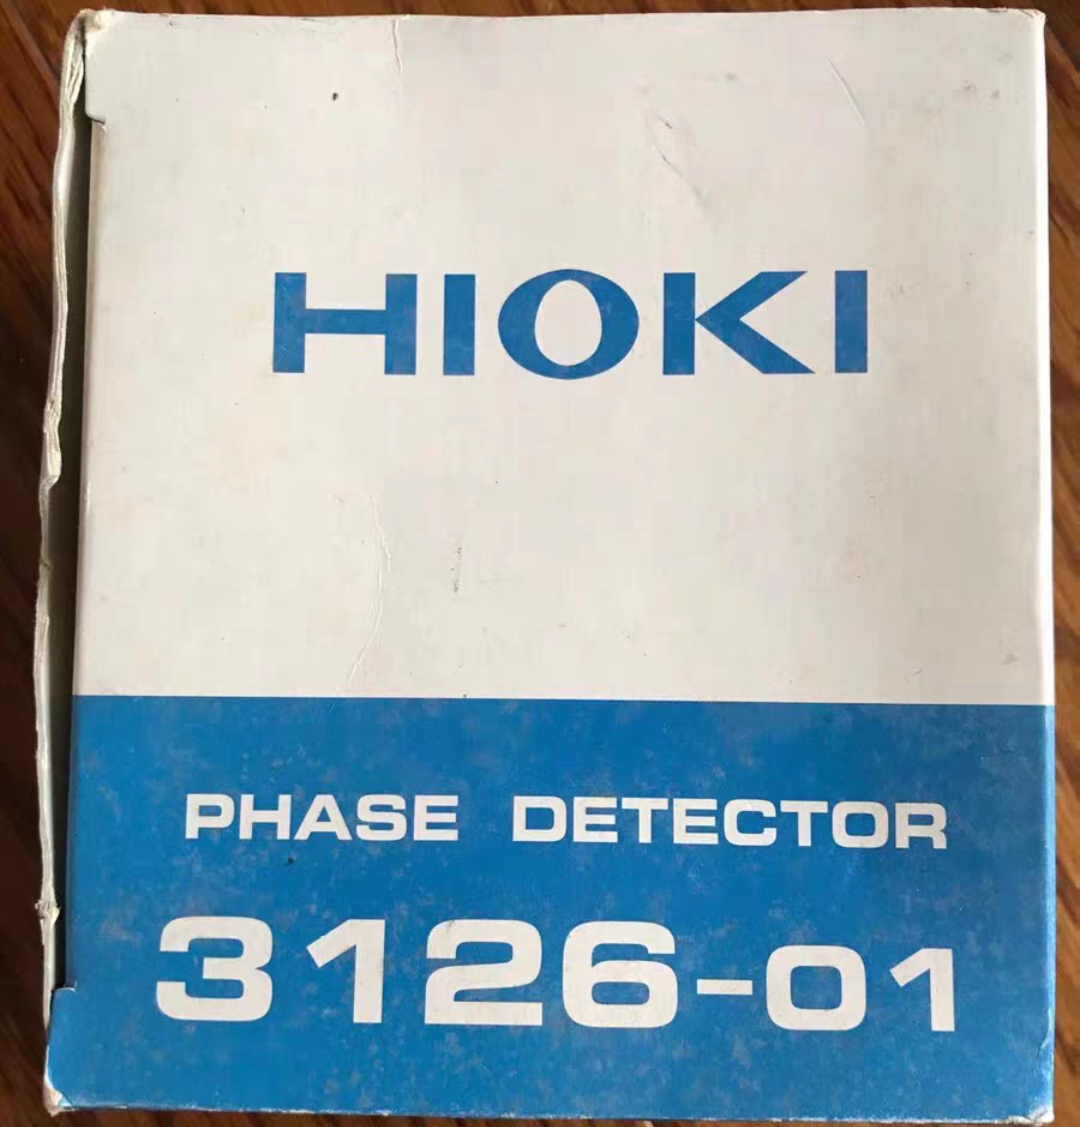 HIOKI
PHASE DETECTOR
3126-01